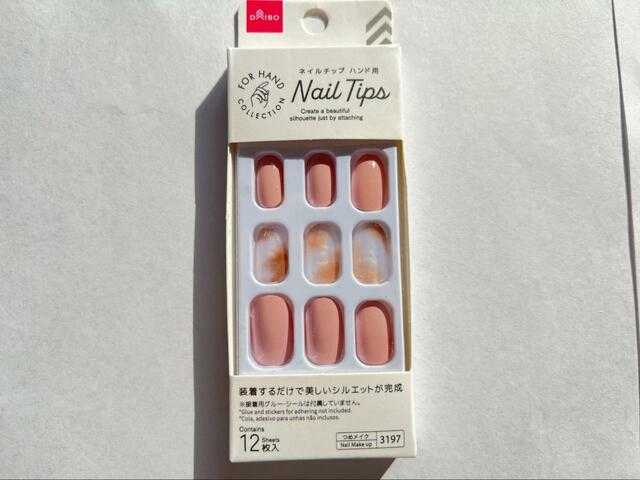 DAISO
FOR HAND
COLLECTION
ネイルチップ ハンド用
Nail Tips
Create a beautiful
silhouette just by attaching
装着するだけで美しいシルエットが完成
※接着用グルー・シールは付属していません。
*Glue and stickers for adhering not included.
*Cola, adesivo para unhas não inclusos.
Contains
12 Sheets
枚入
つめメイク
Nail Make up
3197